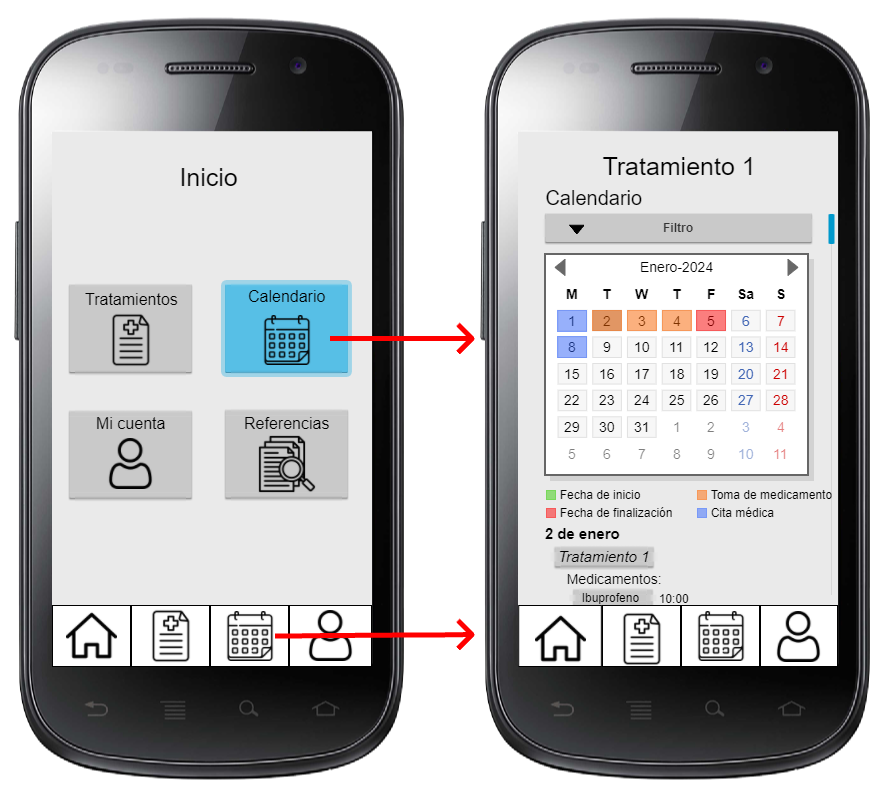 Inicio
Tratamientos
Calendario
Mi cuenta
Referencias
Tratamiento 1
Calendario
Filtro
Enero-2024
M T W T F Sa S
1 2 3 4 5 6 7
8 9 10 11 12 13 14
15 16 17 18 19 20 21
22 23 24 25 26 27 28
29 30 31 1 2 3 4
5 6 7 8 9 10 11
Fecha de inicio
Toma de medicamento
Fecha de finalización
Cita médica
2 de enero
Tratamiento 1
Medicamentos:
Ibuprofeno 10:00